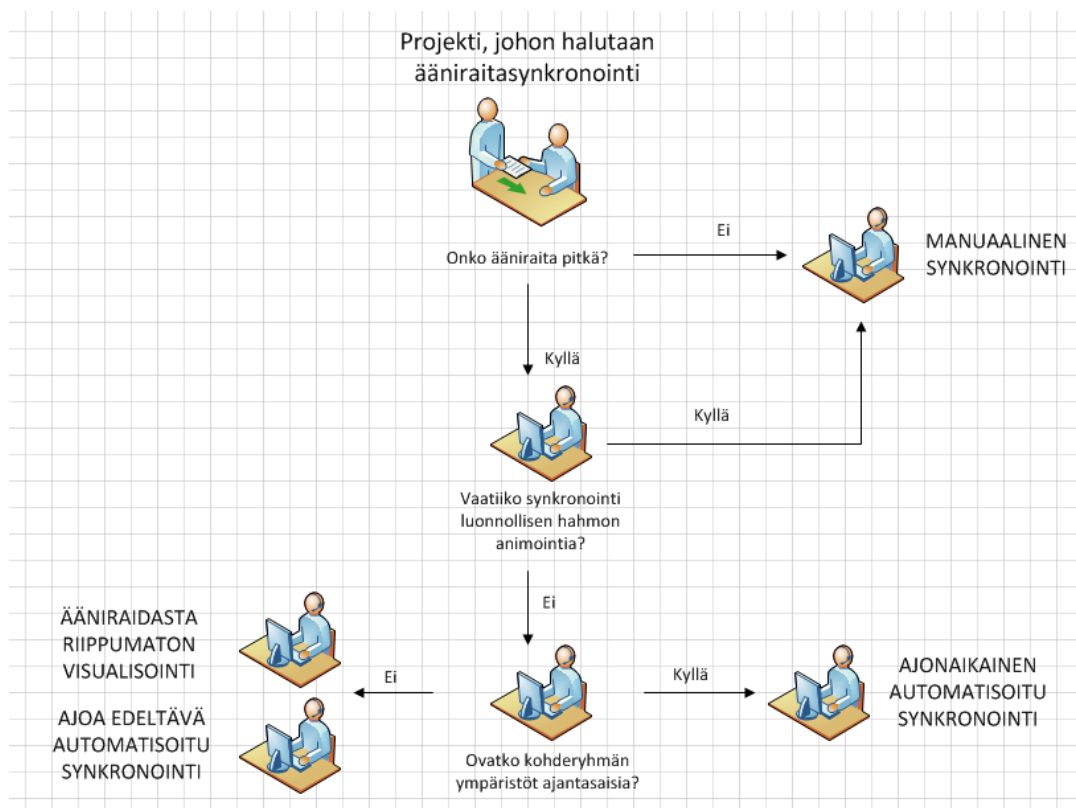 Projekti, johon halutaan
ääniraitasynkronointi
Onko ääniraita pitkä?
Ei
MANUAALINEN
SYNKRONOINTI
Kyllä
Kyllä
Vaatiiko synkronointi
luonnollisen hahmon
animointia?
Ei
ÄÄNIRAIDASTA
RIIPPUMATON
VISUALISOINTI
Ei
Kyllä
AJONAIKAINEN
AUTOMATISOITU
SYNKRONOINTI
AJOA EDELTÄVÄ
AUTOMATISOITU
SYNKRONOINTI
Ovatko kohderyhmän
ympäristöt ajantasaisia?